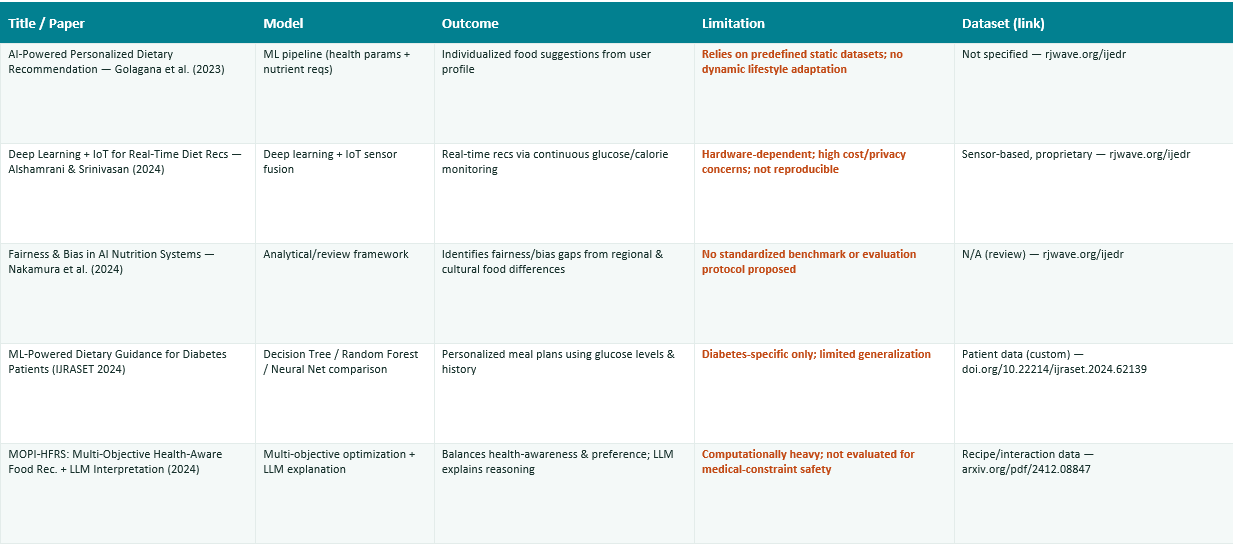 Title / Paper
Model
Outcome
Limitation
Dataset (link)
AI-Powered Personalized Dietary
Recommendation — Golagana et al. (2023)
ML pipeline (health params +
nutrient reqs)
Individualized food suggestions from user
profile
Relies on predefined static datasets; no
dynamic lifestyle adaptation
Not specified — rjwave.org/ijedr
Deep Learning + IoT for Real-Time Diet Recs —
Alshamrani & Srinivasan (2024)
Deep learning + IoT sensor
fusion
Real-time recs via continuous glucose/calorie
monitoring
Hardware-dependent; high cost/privacy
concerns; not reproducible
Sensor-based, proprietary — rjwave.org/ijedr
Fairness & Bias in AI Nutrition Systems —
Nakamura et al. (2024)
Analytical/review framework
Identifies fairness/bias gaps from regional &
cultural food differences
No standardized benchmark or evaluation
protocol proposed
N/A (review) — rjwave.org/ijedr
ML-Powered Dietary Guidance for Diabetes
Patients (IJRASET 2024)
Decision Tree / Random Forest
/ Neural Net comparison
Personalized meal plans using glucose levels &
history
Diabetes-specific only; limited generalization
Patient data (custom) —
doi.org/10.22214/ijraset.2024.62139
MOPI-HFRS: Multi-Objective Health-Aware
Food Rec. + LLM Interpretation (2024)
Multi-objective optimization +
LLM explanation
Balances health-awareness & preference; LLM
explains reasoning
Computationally heavy; not evaluated for
medical-constraint safety
Recipe/interaction data —
arxiv.org/pdf/2412.08847